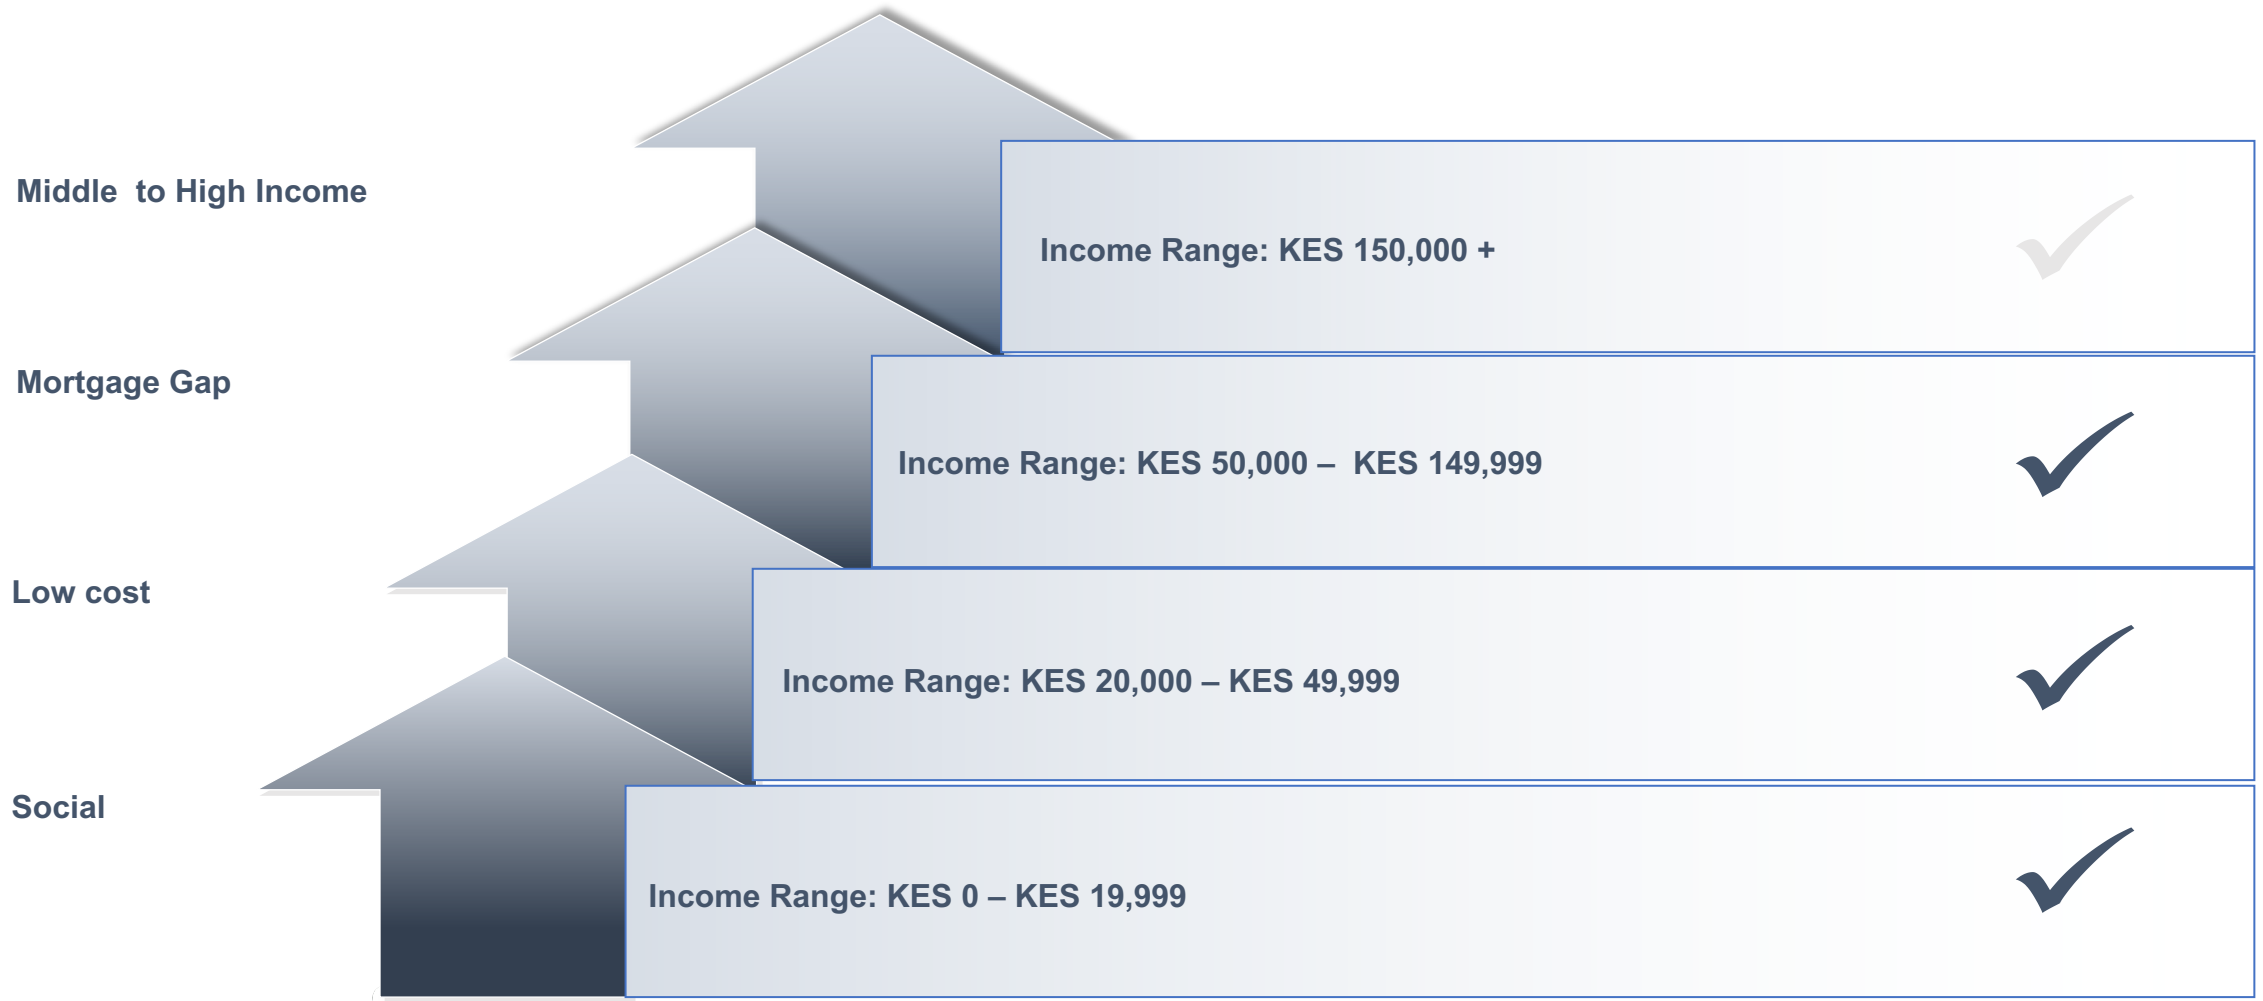 Middle  to High Income
Income Range: KES 150,000 +
Mortgage Gap
Income Range: KES 50,000 –  KES 149,999
Low cost
Income Range: KES 20,000 – KES 49,999
Social
Income Range: KES 0 – KES 19,999